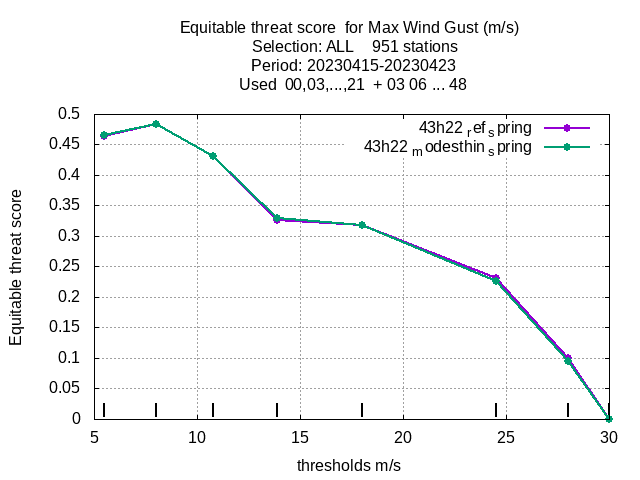 Equitable threat score  for Max Wind Gust (m/s)
Selection: ALL    951 stations
Period: 20230415-20230423
Used  00,03,...,21  + 03 06 ... 48
43h22 ref spring
43h22 modesthin spring
Equitable threat score
0.5
0.45
0.4
0.35
0.3
0.25
0.2
0.15
0.1
0.05
0
5 10 15 20 25 30
thresholds m/s